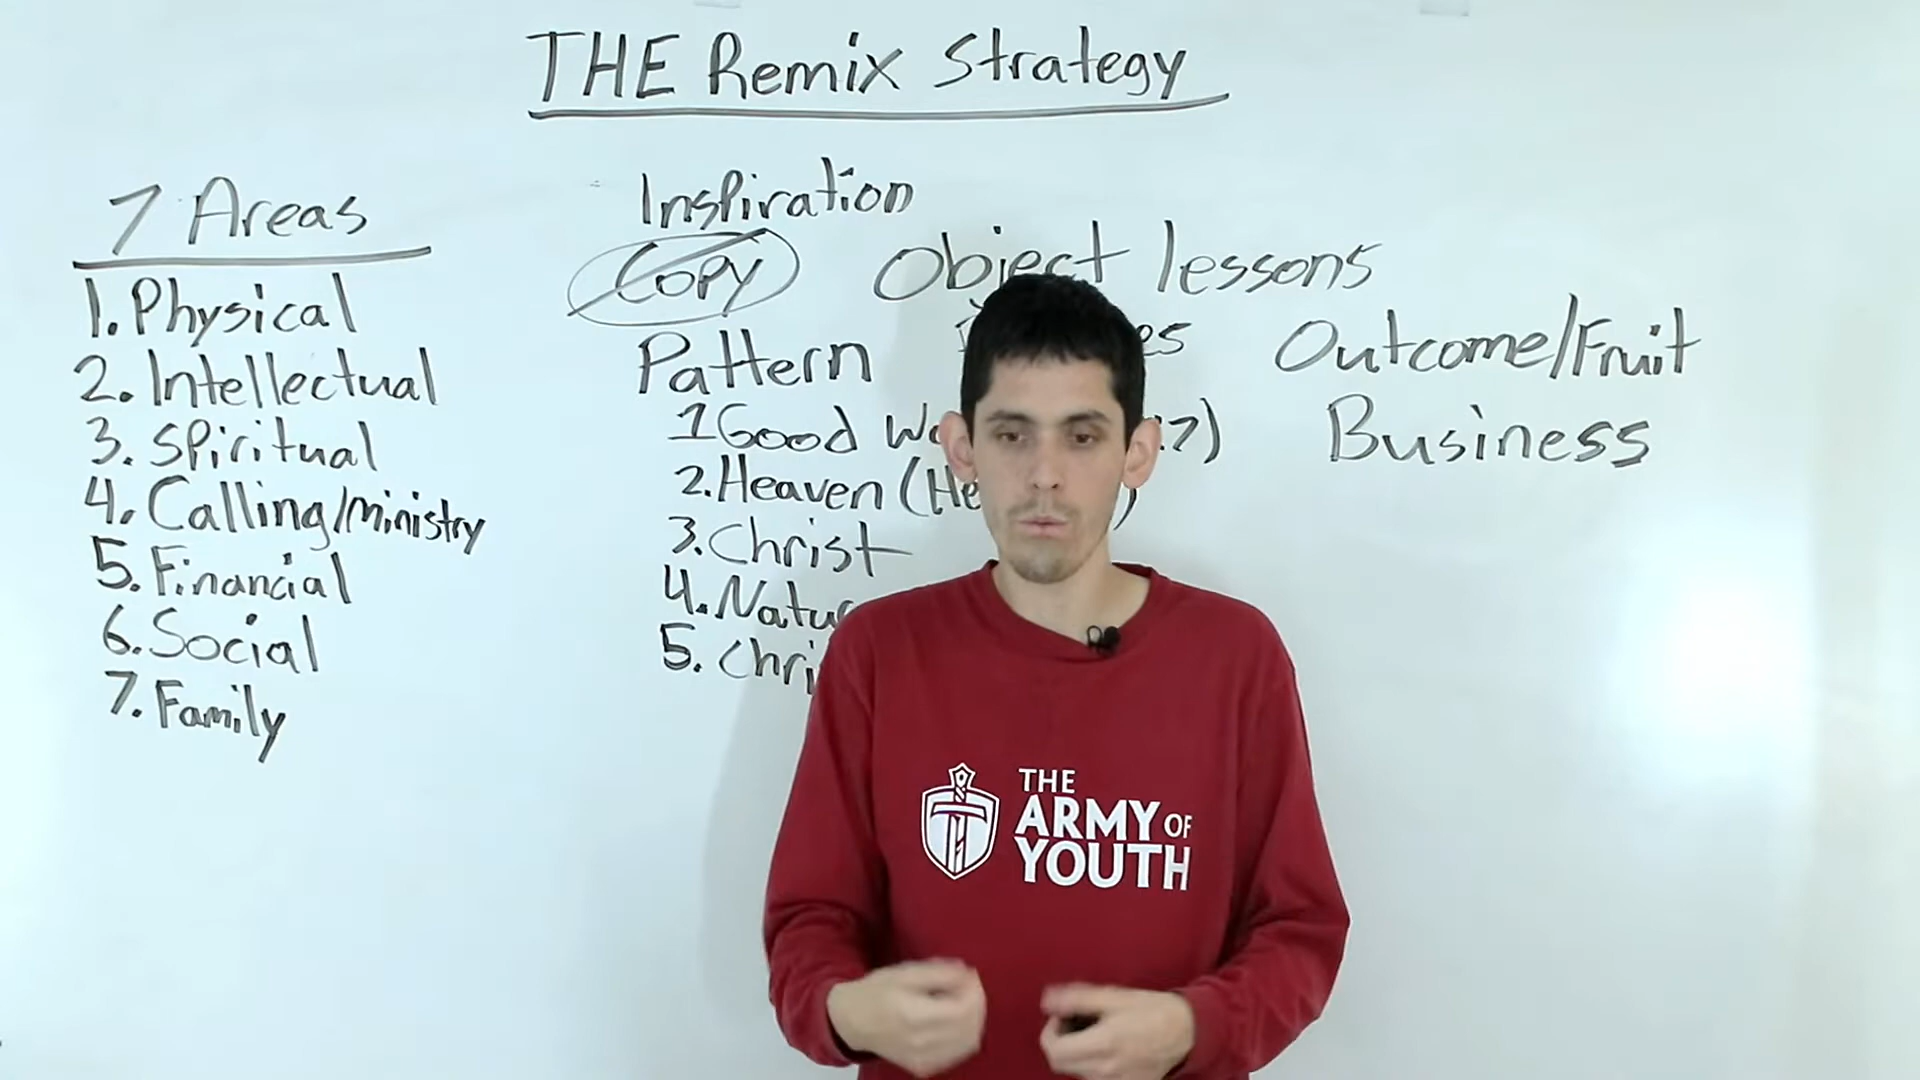 THE Remix Strategy
7 Areas
1. Physical
2. Intellectual
3. Spiritual
4. Calling/Ministry
5. Financial
6. Social
7. Family
Inspiration
Copy Object lessons
Pattern
1 Good
2. Heaven
3. Christ
4.
5.
Outcome/Fruit
Business
THE
ARMY OF
YOUTH